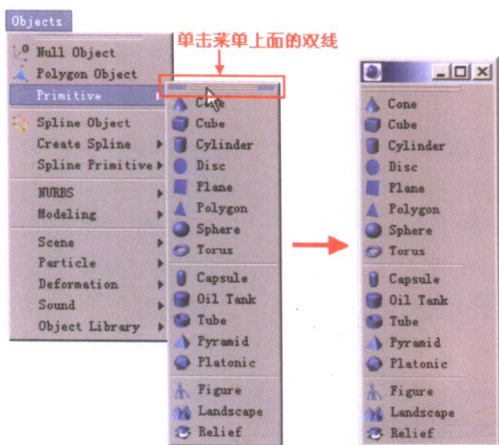 Objects
Null Object
Polygon Object
Primitive
Spline Object
Create Spline
Spline Primitive
NURBS
Modeling
Scene
Particle
Deformation
Sound
Object Library
单击菜单上面的双线
Cone
Cube
Cylinder
Disc
Plane
Polygon
Sphere
Torus
Capsule
Oil Tank
Tube
Pyramid
Platonic
Figure
Landscape
Relief
Cone
Cube
Cylinder
Disc
Plane
Polygon
Sphere
Torus
Capsule
Oil Tank
Tube
Pyramid
Platonic
Figure
Landscape
Relief